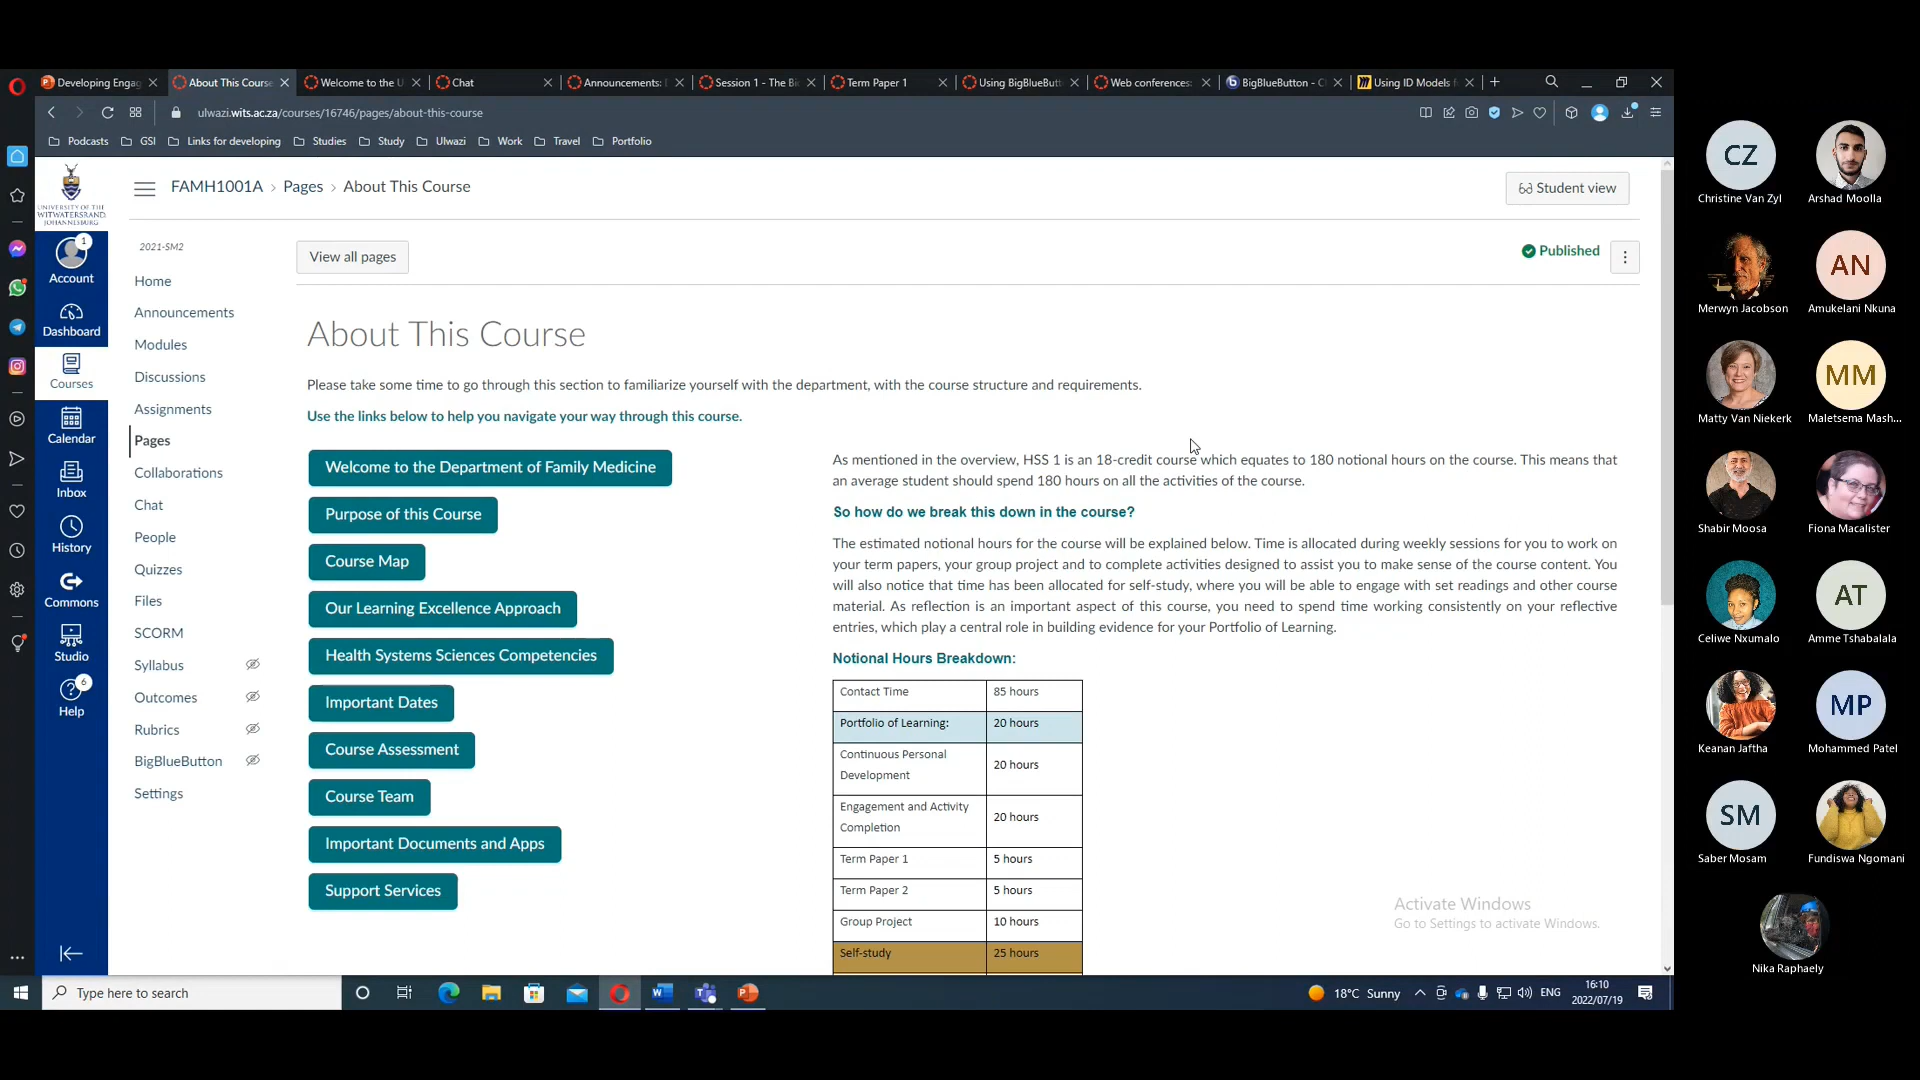 Developing Engag
About This Course
Welcome to the U
Chat
Announcements: 
Session 1 - The Bi
Term Paper 1
Using BigBlueButt
Web conferences:
BigBlueButton - C
Using ID Models f
ulwazi.wits.ac.za/courses/16746/pages/about-this-course
Podcasts
GSI
Links for developing
Studies
Study
Ulwazi
Work
Travel
Portfolio
UNIVERSITY OF THE
WITWATERSRAND,
JOHANNESBURG
FAMH1001A › Pages › About This Course
Student view
1
Account
Dashboard
Courses
Calendar
Inbox
History
Commons
Studio
6
Help
2021-SM2
Home
Announcements
Modules
Discussions
Assignments
Pages
Collaborations
Chat
People
Quizzes
Files
SCORM
Syllabus
Outcomes
Rubrics
BigBlueButton
Settings
View all pages
Published
About This Course
Please take some time to go through this section to familiarize yourself with the department, with the course structure and requirements.
Use the links below to help you navigate your way through this course.
Welcome to the Department of Family Medicine
Purpose of this Course
Course Map
Our Learning Excellence Approach
Health Systems Sciences Competencies
Important Dates
Course Assessment
Course Team
Important Documents and Apps
Support Services
As mentioned in the overview, HSS 1 is an 18-credit course which equates to 180 notional hours on the course. This means that
an average student should spend 180 hours on all the activities of the course.
So how do we break this down in the course?
The estimated notional hours for the course will be explained below. Time is allocated during weekly sessions for you to work on
your term papers, your group project and to complete activities designed to assist you to make sense of the course content. You
will also notice that time has been allocated for self-study, where you will be able to engage with set readings and other course
material. As reflection is an important aspect of this course, you need to spend time working consistently on your reflective
entries, which play a central role in building evidence for your Portfolio of Learning.
Notional Hours Breakdown:
Contact Time 85 hours
Portfolio of Learning: 20 hours
Continuous Personal
Development 20 hours
Engagement and Activity
Completion 20 hours
Term Paper 1 5 hours
Term Paper 2 5 hours
Group Project 10 hours
Self-study 25 hours
Activate Windows
Go to Settings to activate Windows.
Type here to search
18°C Sunny
ENG
16:10
2022/07/19
CZ
Christine Van Zyl
Arshad Moolla
Merwyn Jacobson
AN
Amukelani Nkuna
Matty Van Niekerk
MM
Maletsema Mash...
Shabir Moosa
Fiona Macalister
Celiwe Nxumalo
AT
Amme Tshabalala
Keanan Jaftha
MP
Mohammed Patel
SM
Saber Mosam
Fundiswa Ngomani
Nika Raphaely